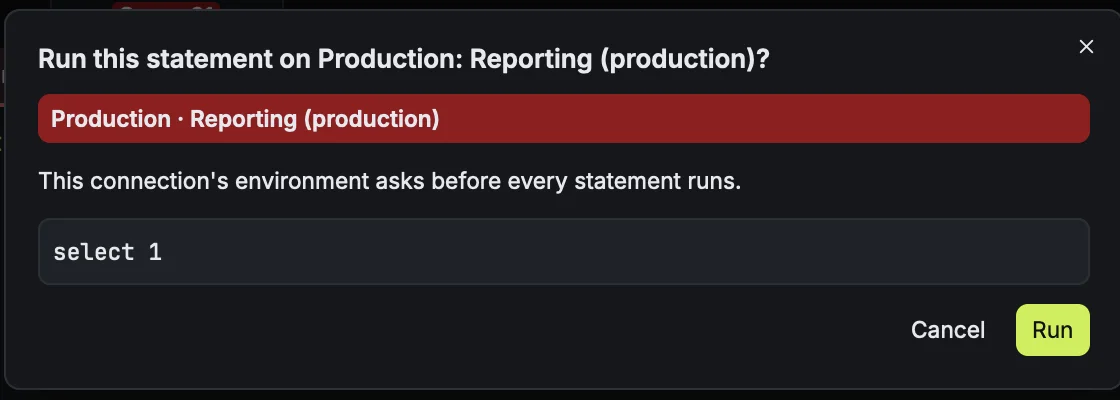 Run this statement on Production: Reporting (production)?
Production · Reporting (production)
This connection's environment asks before every statement runs.
select 1
Cancel
Run